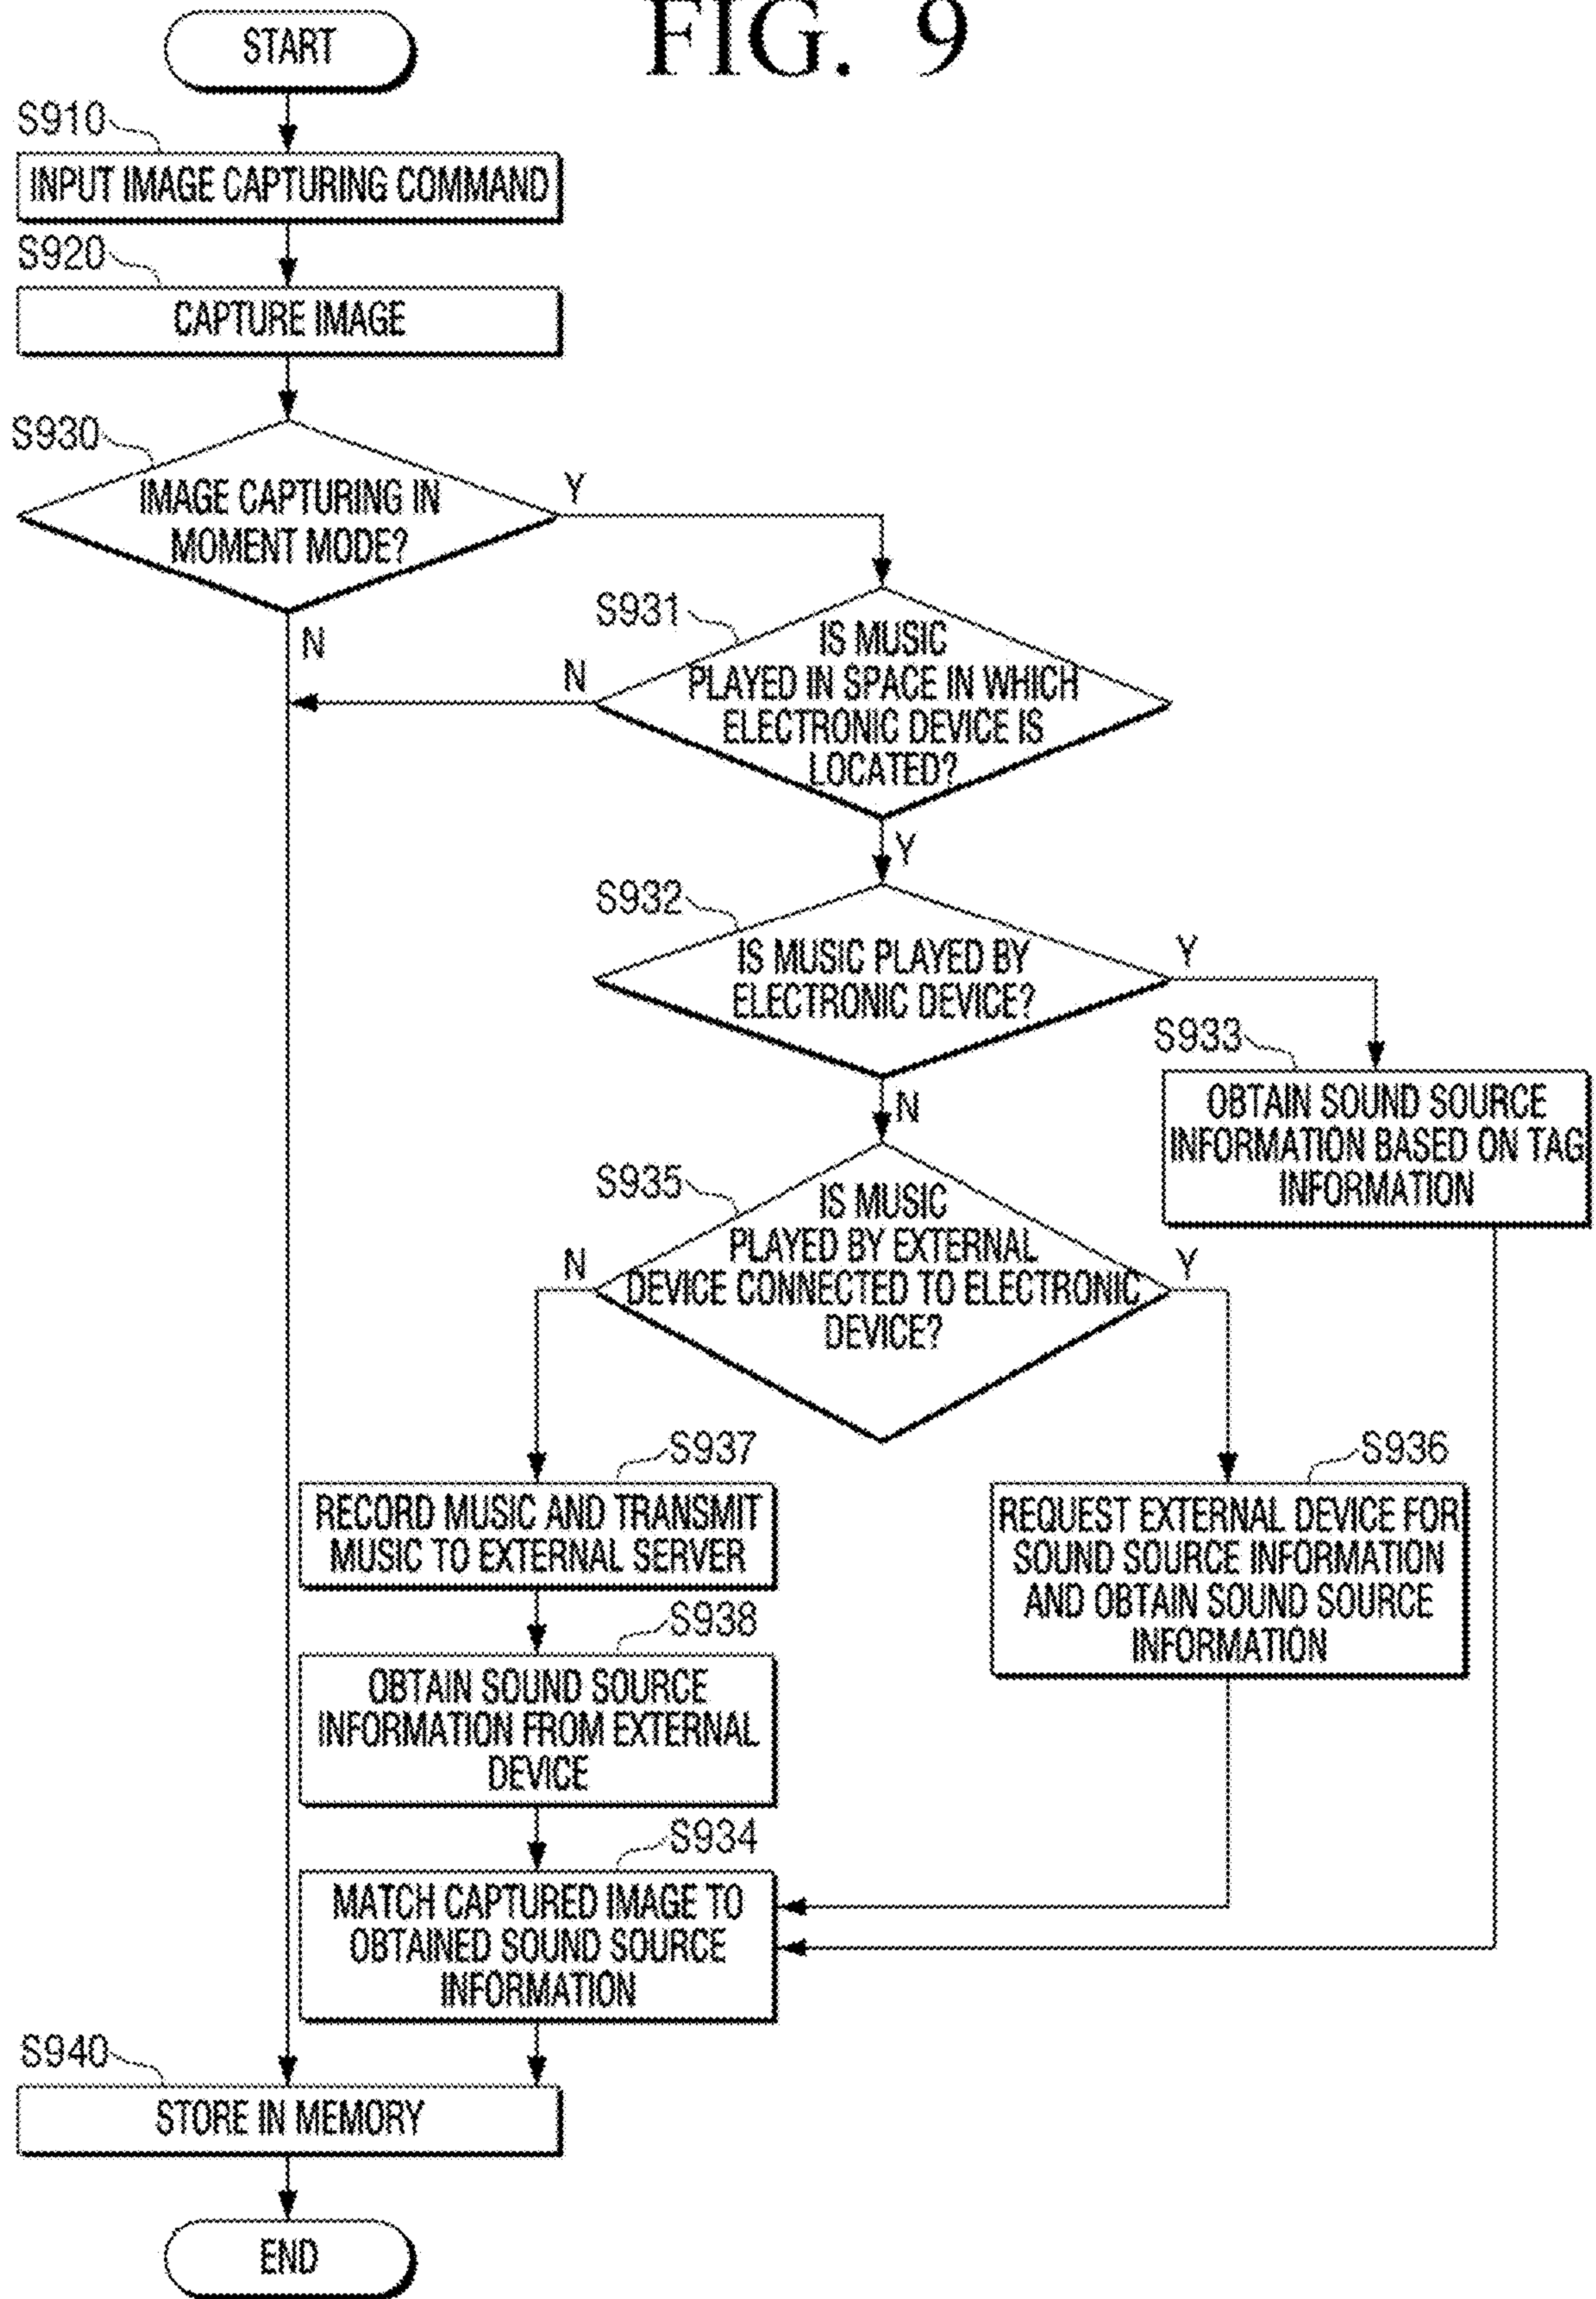 FIG. 9
START
S910
INPUT IMAGE CAPTURING COMMAND
S920
CAPTURE IMAGE
S930
IMAGE CAPTURING IN
MOMENT MODE?
Y
N
S931
IS MUSIC
PLAYED IN SPACE IN WHICH
ELECTRONIC DEVICE IS
LOCATED?
N
Y
S932
IS MUSIC PLAYED BY
ELECTRONIC DEVICE?
Y
N
S933
OBTAIN SOUND SOURCE
INFORMATION BASED ON TAG
INFORMATION
S935
IS MUSIC
PLAYED BY EXTERNAL
DEVICE CONNECTED TO ELECTRONIC
DEVICE?
N
Y
S937
RECORD MUSIC AND TRANSMIT
MUSIC TO EXTERNAL SERVER
S936
REQUEST EXTERNAL DEVICE FOR
SOUND SOURCE INFORMATION
AND OBTAIN SOUND SOURCE
INFORMATION
S938
OBTAIN SOUND SOURCE
INFORMATION FROM EXTERNAL
DEVICE
S934
MATCH CAPTURED IMAGE TO
OBTAINED SOUND SOURCE
INFORMATION
S940
STORE IN MEMORY
END